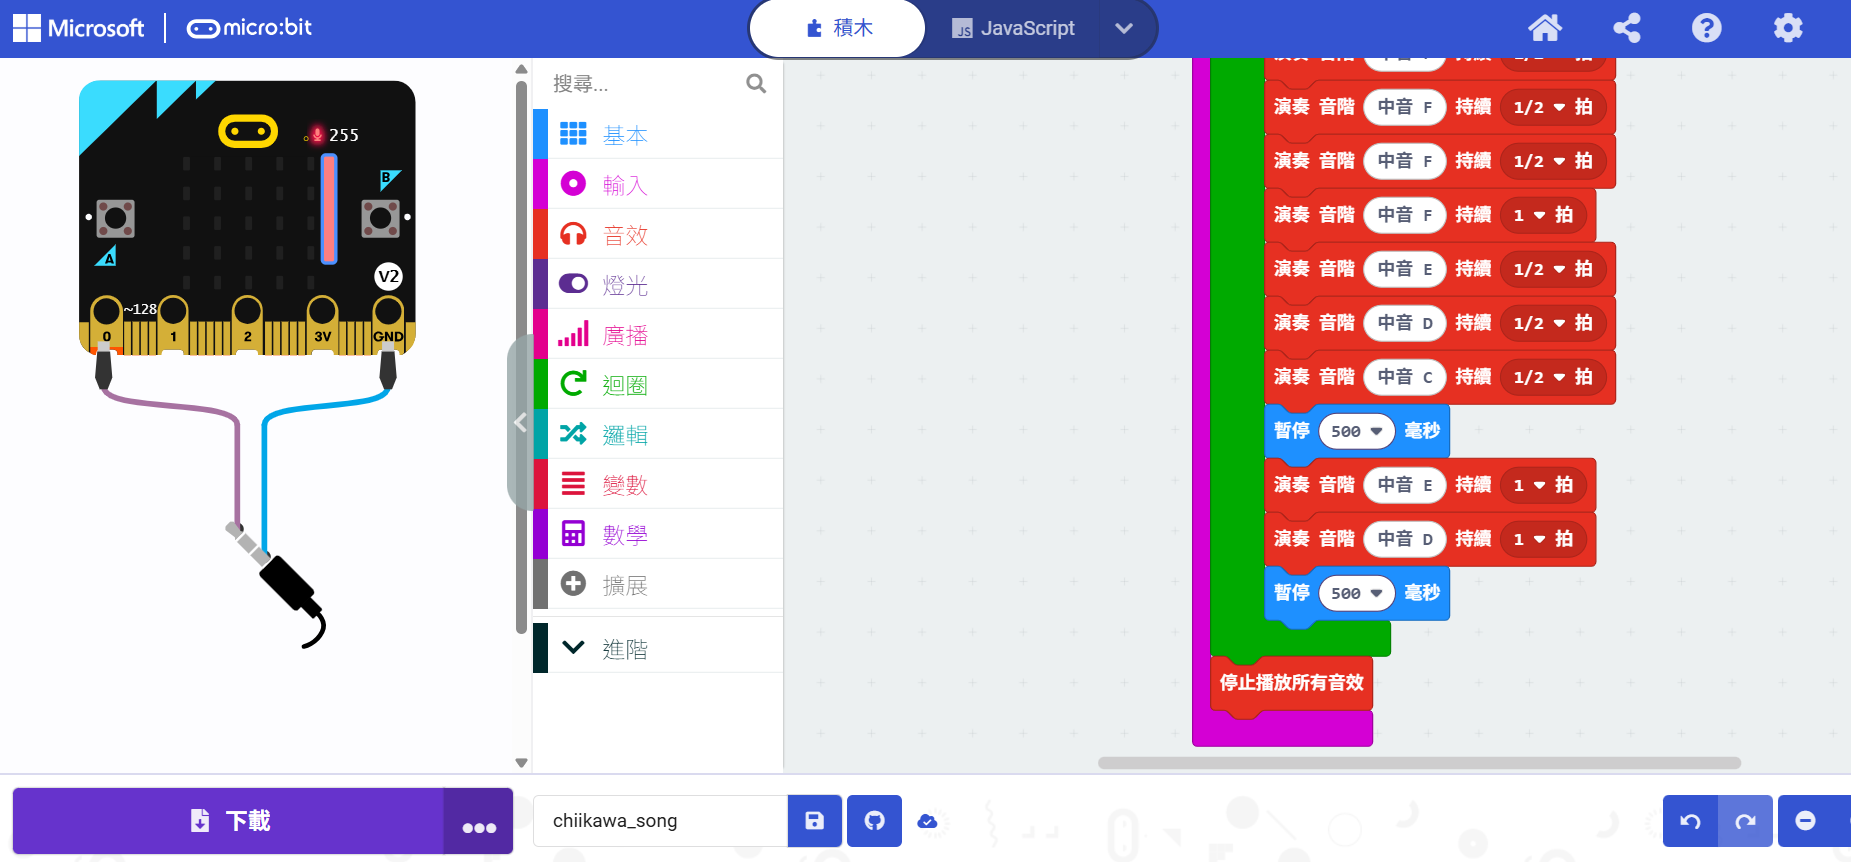 Microsoft
micro:bit
積木
JavaScript
255
B
A
V2
~128
0
1
2
3V
GND
搜尋...
基本
輸入
音效
燈光
廣播
迴圈
邏輯
變數
數學
擴展
進階
演奏 音階 中音 F 持續 1/2 拍
演奏 音階 中音 F 持續 1/2 拍
演奏 音階 中音 F 持續 1 拍
演奏 音階 中音 E 持續 1/2 拍
演奏 音階 中音 D 持續 1/2 拍
演奏 音階 中音 C 持續 1/2 拍
暫停 500 毫秒
演奏 音階 中音 E 持續 1 拍
演奏 音階 中音 D 持續 1 拍
暫停 500 毫秒
停止播放所有音效
下載
chiikawa_song